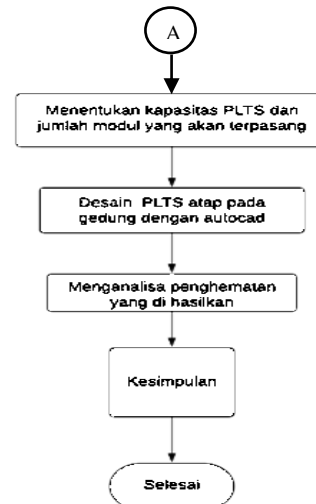 A
Menentukan kapasitas PLTS dan
jumlah modul yang akan terpasang
Desain PLTS atap pada
gedung dengan autocad
Menganalisa penghematan
yang di hasilkan
Kesimpulan
Selesai